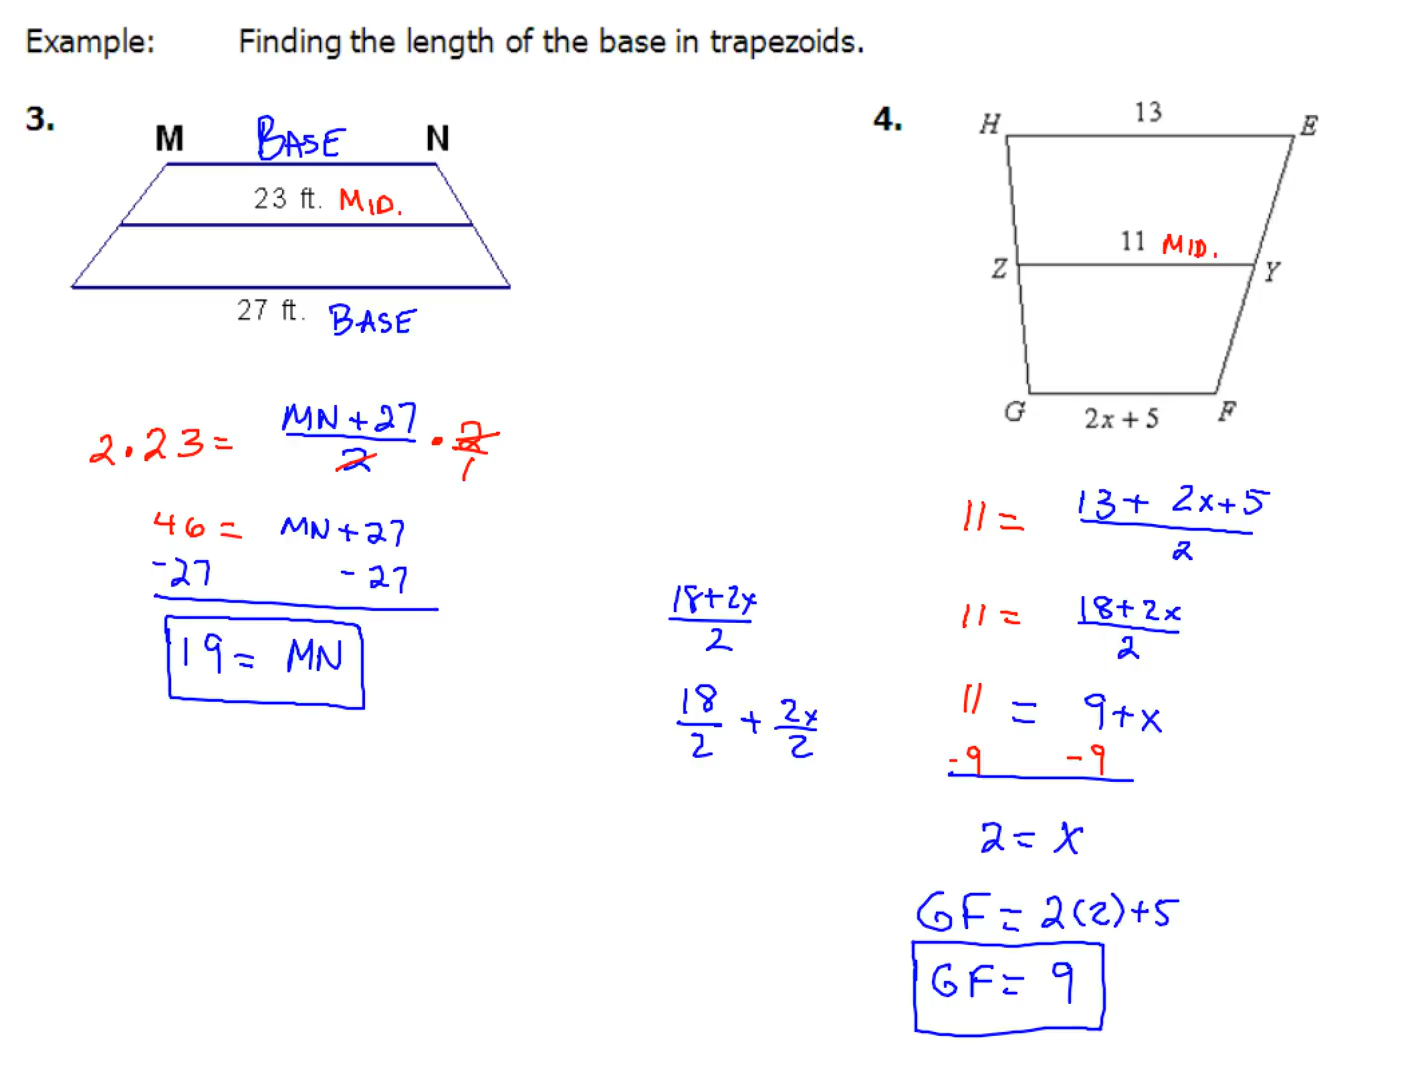 Example: Finding the length of the base in trapezoids.
3.
M BASE N
23 ft. MID.
27 ft. BASE
2 · 23 = (MN + 27)/2 · 2/1
46 = MN + 27
-27 -27
19 = MN
4.
H 13 E
Z 11 MID. Y
G 2x + 5 F
11 = (13 + 2x + 5)/2
11 = (18 + 2x)/2
(18 + 2x)/2
18/2 + 2x/2
11 = 9 + x
-9 -9
2 = x
GF = 2(2) + 5
GF = 9